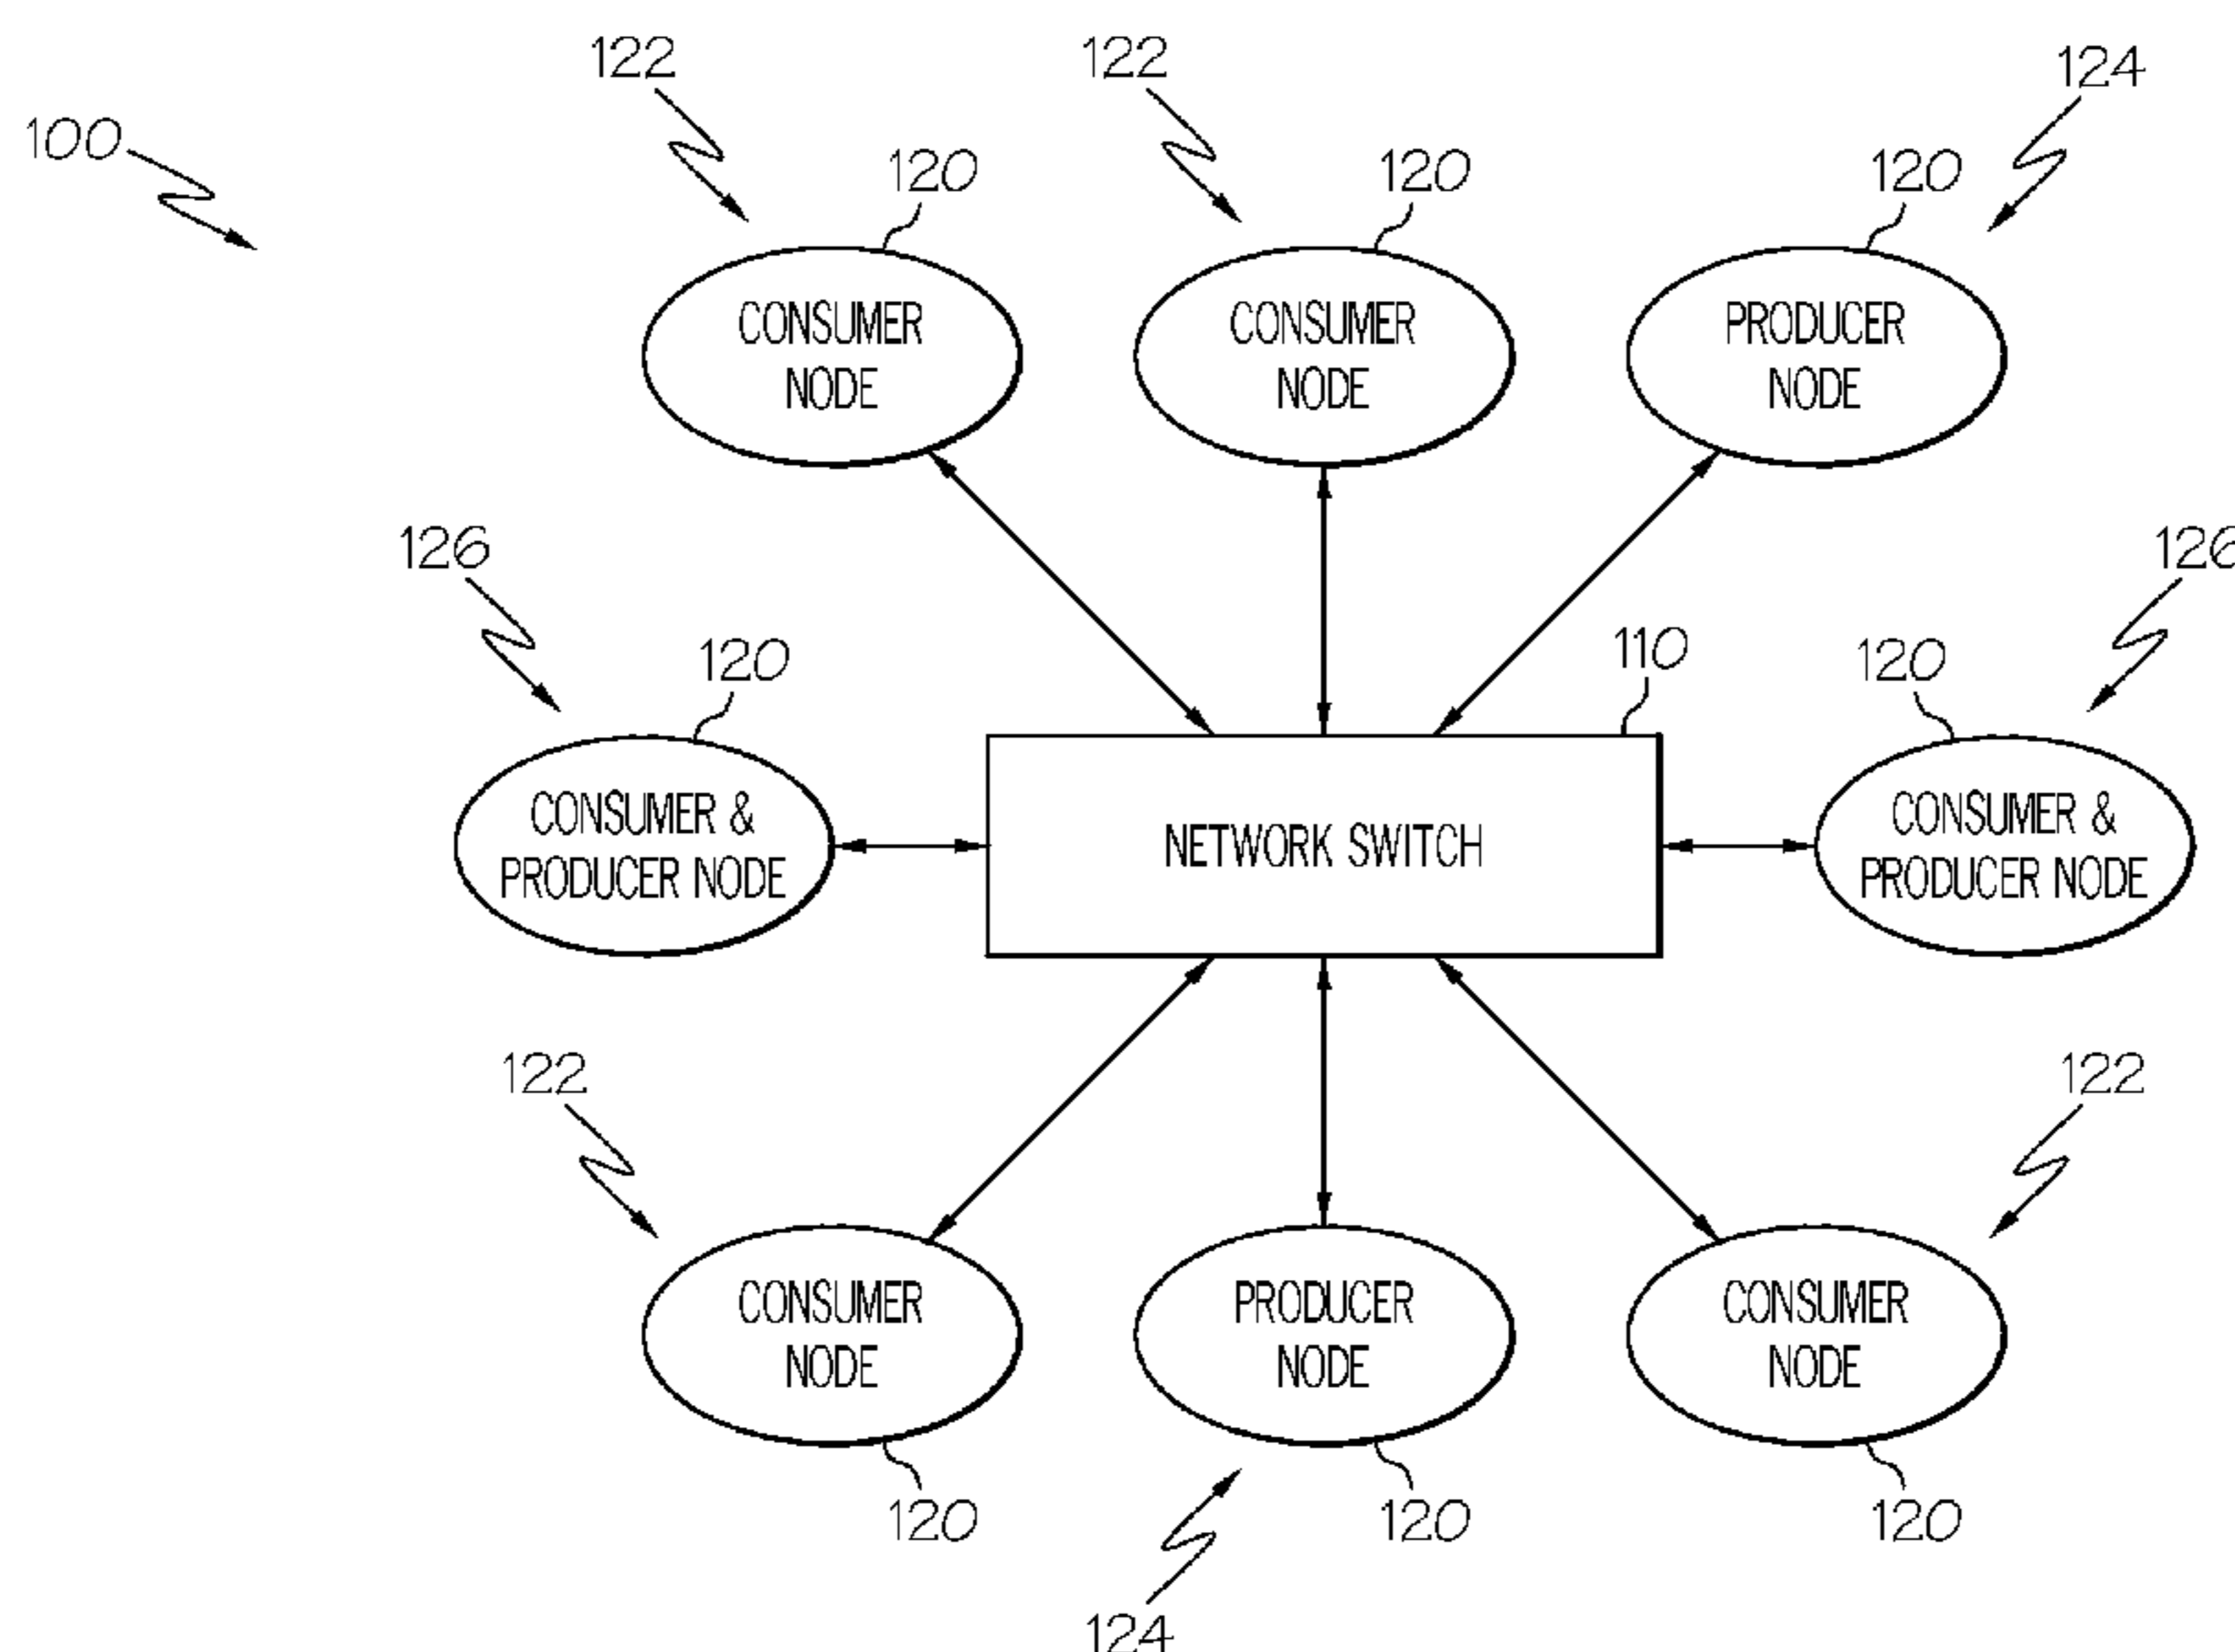 122
122
124
100
120
120
120
CONSUMER
NODE
CONSUMER
NODE
PRODUCER
NODE
126
126
120
110
120
CONSUMER &
PRODUCER NODE
NETWORK SWITCH
CONSUMER &
PRODUCER NODE
122
122
CONSUMER
NODE
PRODUCER
NODE
CONSUMER
NODE
120
120
120
124